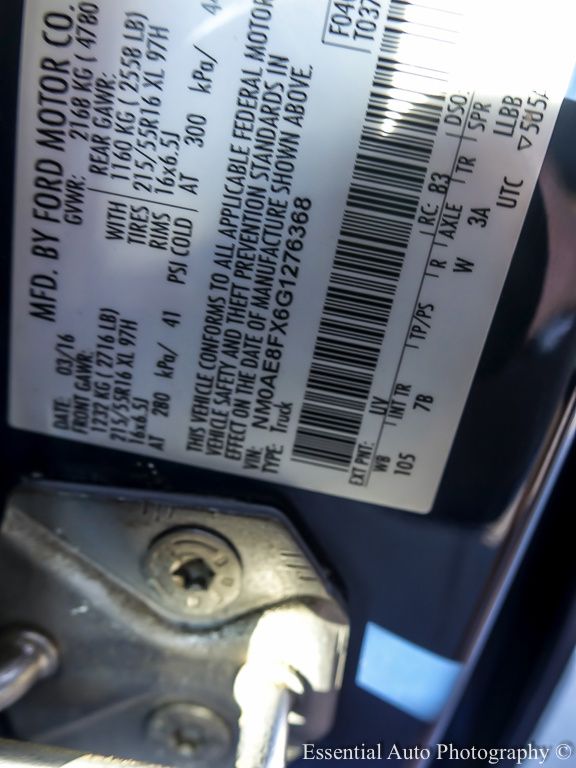 MFD. BY FORD MOTOR CO.
DATE: 03/16 GVWR: 2168 KG ( 4780
FRONT GAWR: REAR GAWR:
1232 KG ( 2716 LB) WITH 1160 KG ( 2558 LB)
215/55R16 XL 97H TIRES 215/55R16 XL 97H
16x6.5J RIMS 16x6.5J
AT 280 kPa/ 41 PSI COLD AT 300 kPa/
THIS VEHICLE CONFORMS TO ALL APPLICABLE FEDERAL MOTOR
VEHICLE SAFETY AND THEFT PREVENTION STANDARDS IN
EFFECT ON THE DATE OF MANUFACTURE SHOWN ABOVE.
VIN: NM0AE8FX6G1276368
TYPE: Truck
F04
T037
EXT PNT: UV RC: B3 DSO:
WB INT TR TP/PS R AXLE TR SPR
105 7B W 3A LLBB
UTC
Essential Auto Photography ©